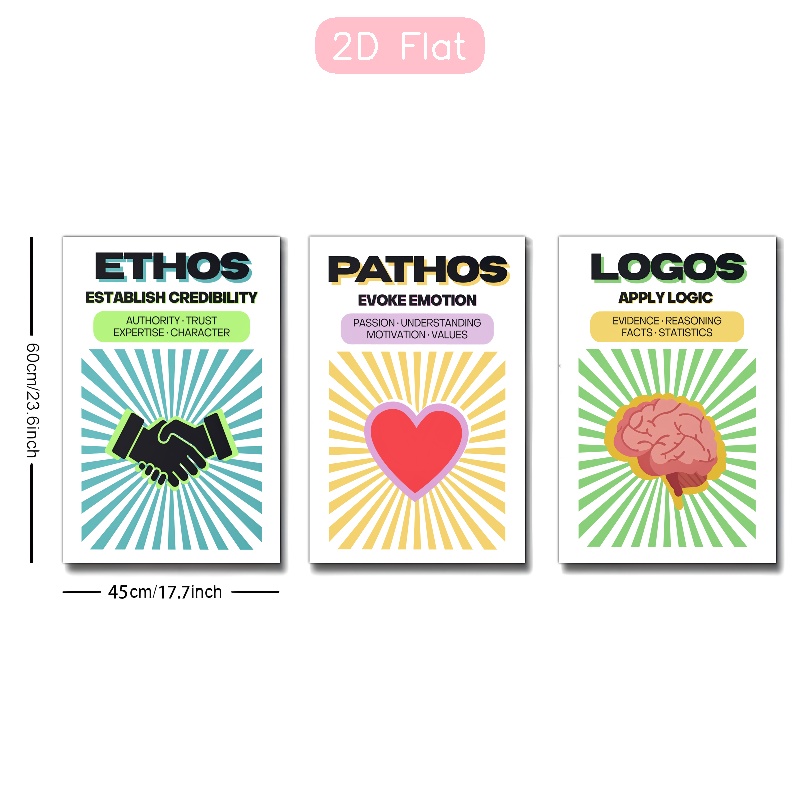 2D Flat
ETHOS
ESTABLISH CREDIBILITY
AUTHORITY · TRUST
EXPERTISE · CHARACTER
PATHOS
EVOKE EMOTION
PASSION · UNDERSTANDING
MOTIVATION · VALUES
LOGOS
APPLY LOGIC
EVIDENCE · REASONING
FACTS · STATISTICS
60cm/23.6inch
45cm/17.7inch